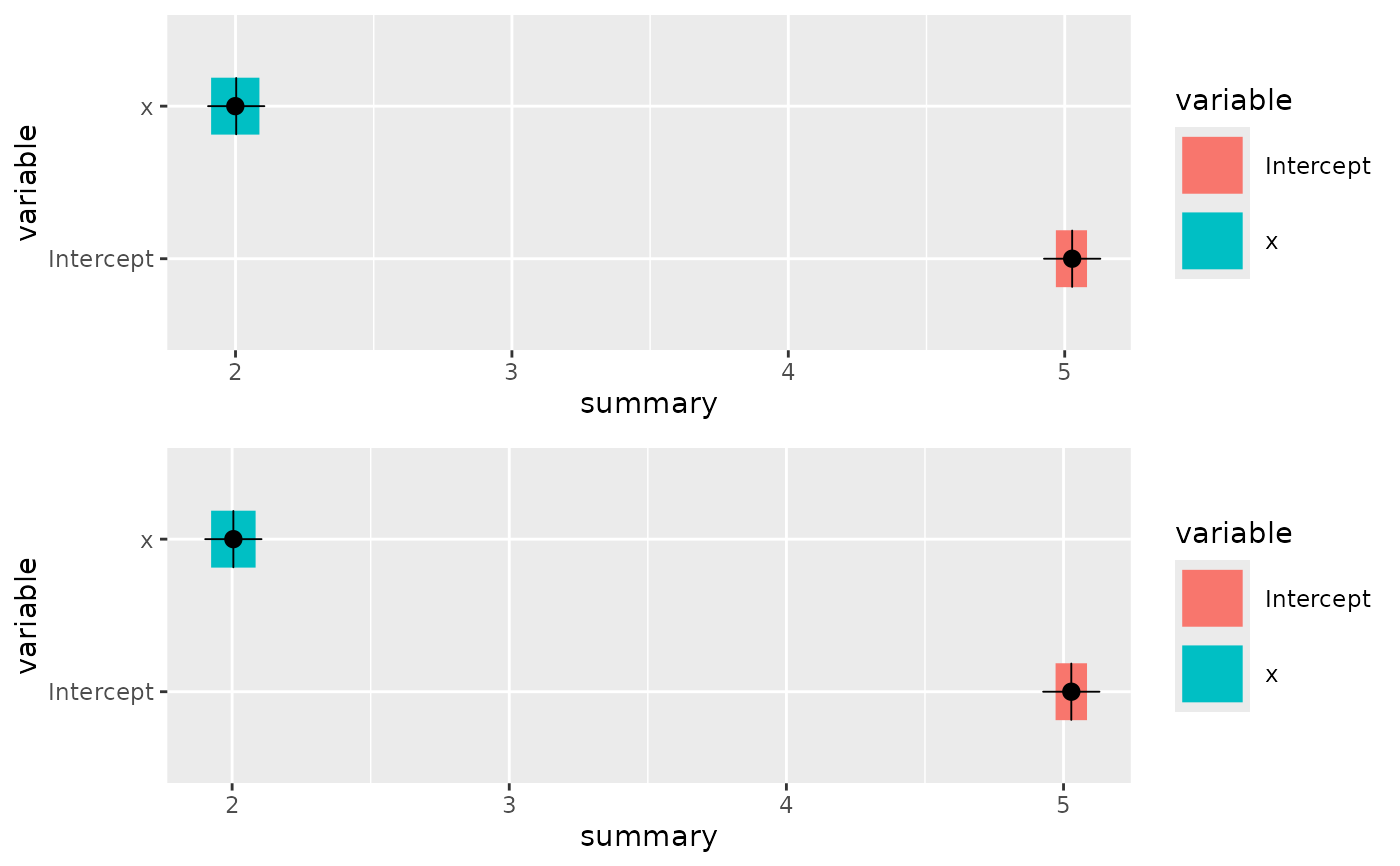 variable
x
Intercept
2 3 4 5
summary
variable
Intercept
x
variable
x
Intercept
2 3 4 5
summary
variable
Intercept
x